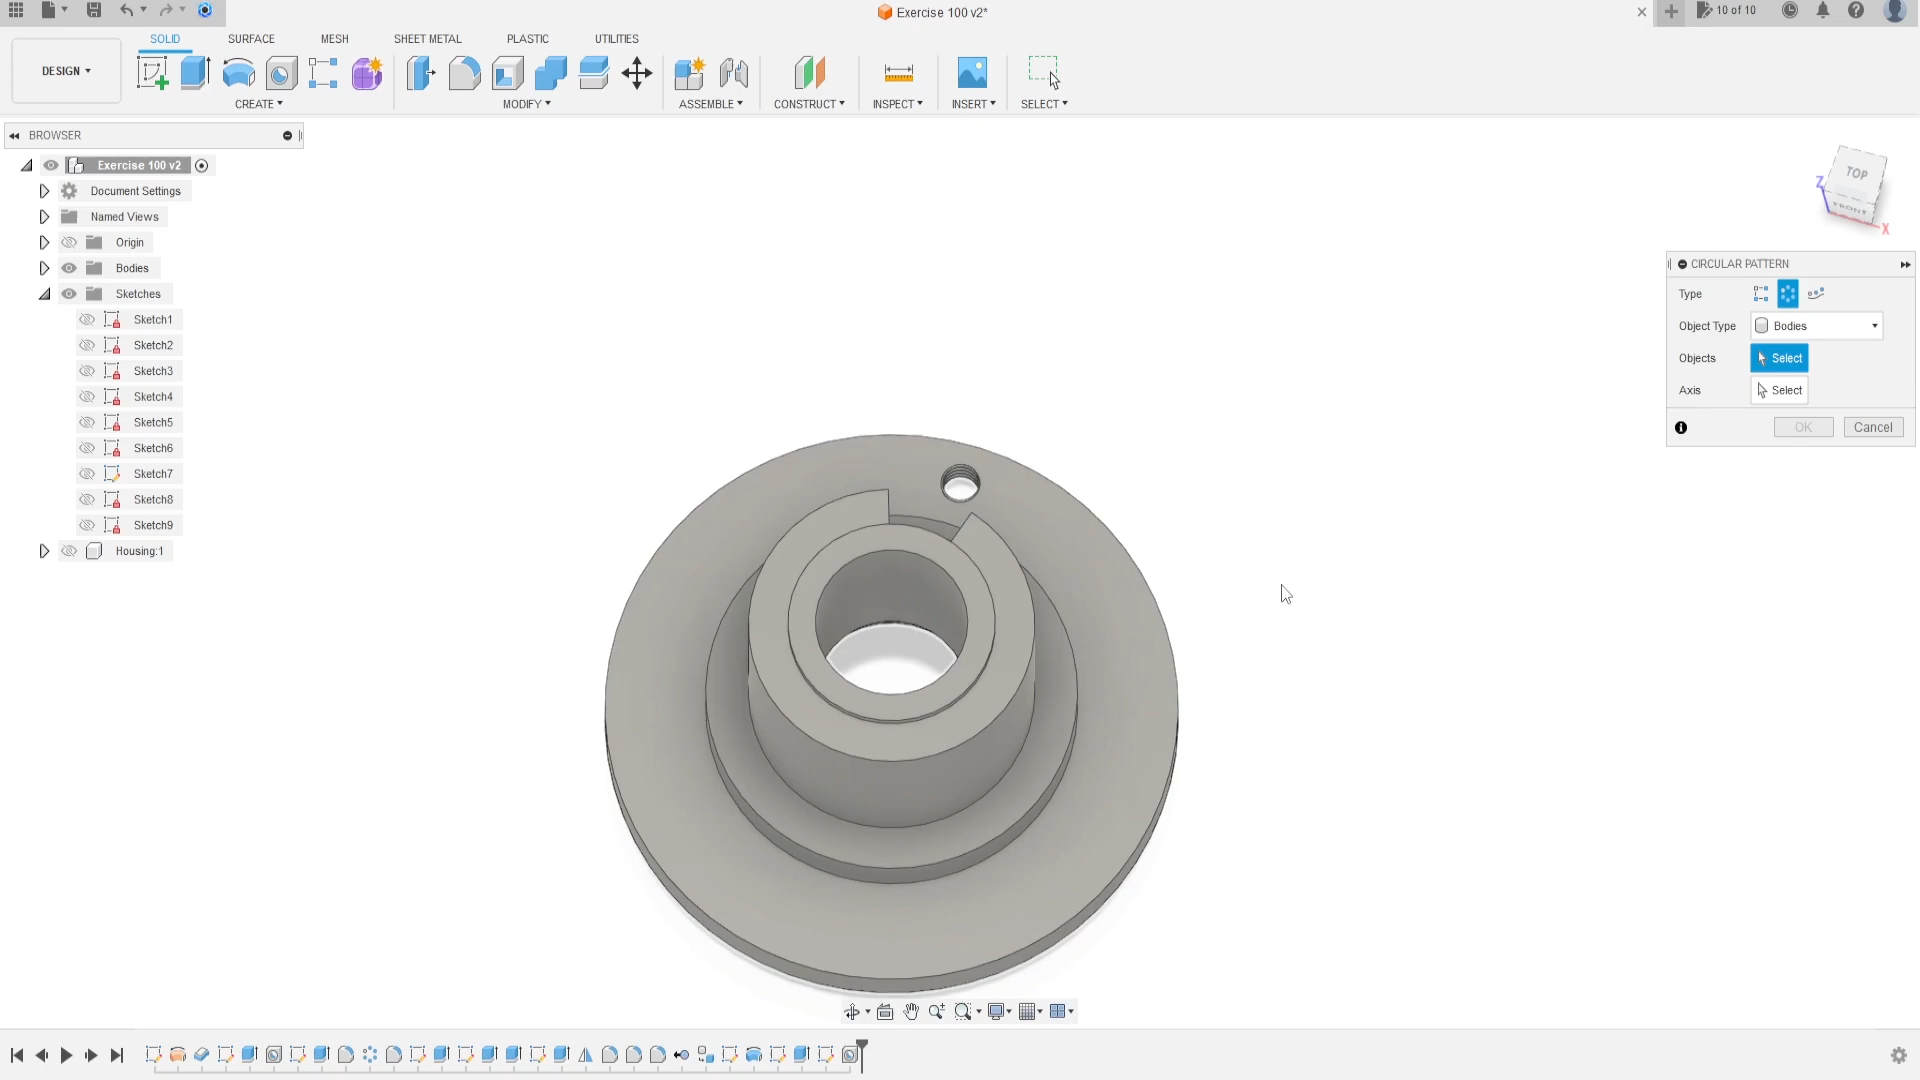 Exercise 100 v2*
10 of 10
SOLID SURFACE MESH SHEET METAL PLASTIC UTILITIES
DESIGN
CREATE MODIFY ASSEMBLE CONSTRUCT INSPECT INSERT SELECT
BROWSER
Exercise 100 v2
Document Settings
Named Views
Origin
Bodies
Sketches
Sketch1
Sketch2
Sketch3
Sketch4
Sketch5
Sketch6
Sketch7
Sketch8
Sketch9
Housing:1
TOP
FRONT
Z
X
CIRCULAR PATTERN
Type
Object Type Bodies
Objects Select
Axis Select
OK Cancel